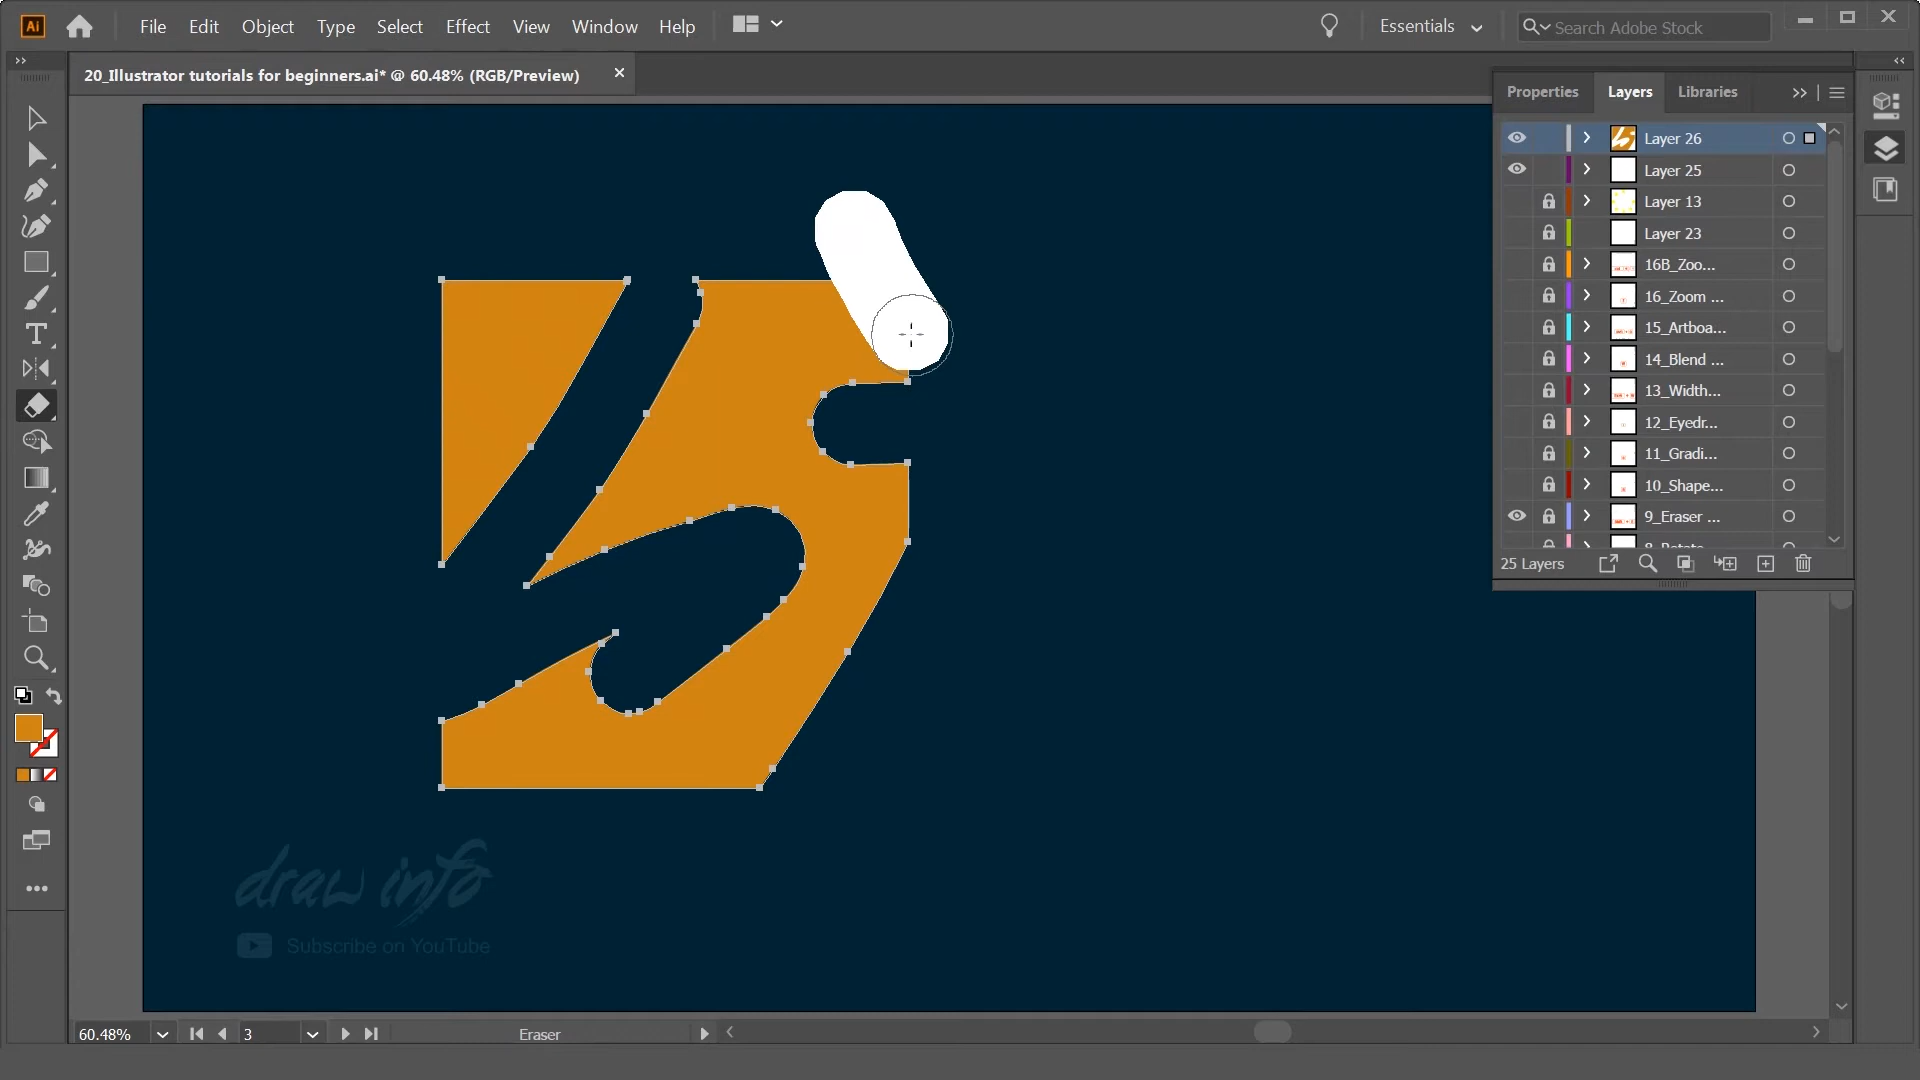 Ai File Edit Object Type Select Effect View Window Help Essentials Search Adobe Stock
20_Illustrator tutorials for beginners.ai* @ 60.48% (RGB/Preview)
Properties Layers Libraries
Layer 26
Layer 25
Layer 13
Layer 23
16B_Zoo...
16_Zoom ...
15_Artboa...
14_Blend ...
13_Width...
12_Eyedr...
11_Gradi...
10_Shape...
9_Eraser ...
25 Layers
draw info
Subscribe on YouTube
60.48% 3 Eraser